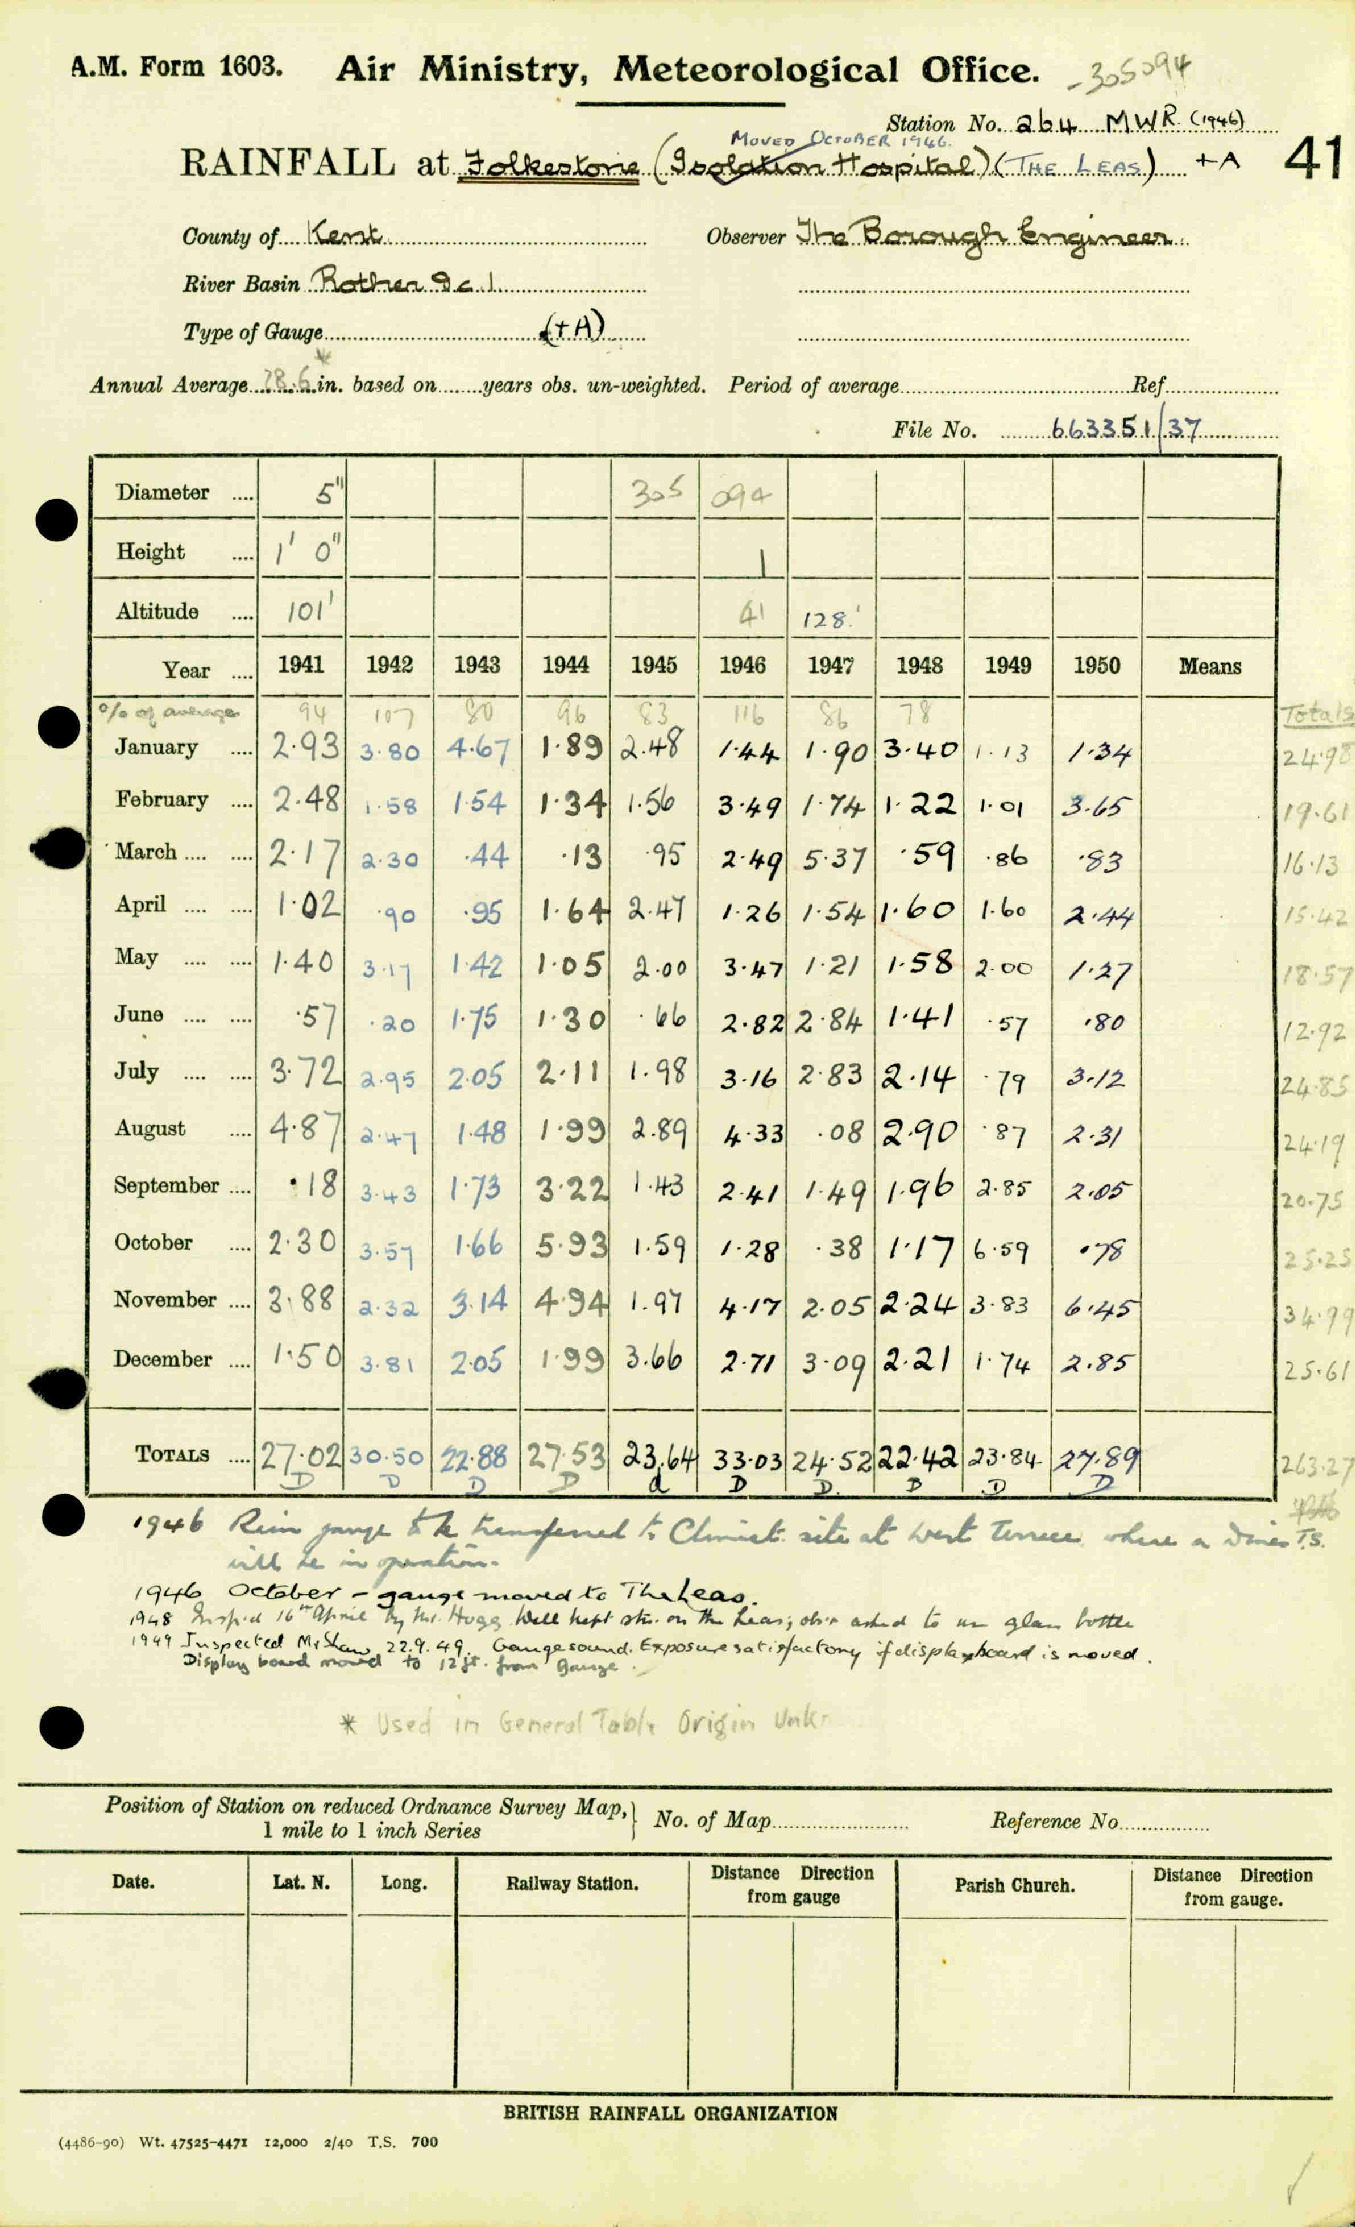 A.M. Form 1603. Air Ministry, Meteorological Office. 305094
Station No. 264 MWR (1946)
MOVED OCTOBER 1946.
RAINFALL at Folkestone (Isolation Hospital) (THE LEAS) +A 41
County of Kent Observer The Borough Engineer
River Basin Rother &c 1
Type of Gauge (+A)
Annual Average 28.6* in. based on years obs. un-weighted. Period of average Ref
File No. 663351/37
Diameter 5" 305 094
Height 1' 0" 1
Altitude 101' 41 128'
Year 1941 1942 1943 1944 1945 1946 1947 1948 1949 1950 Means
% of average 94 107 80 96 83 116 86 78 Totals
January 2.93 3.80 4.67 1.89 2.48 1.44 1.90 3.40 1.13 1.34 24.98
February 2.48 1.58 1.54 1.34 1.56 3.49 1.74 1.22 1.01 3.65 19.61
March 2.17 2.30 .44 .13 .95 2.49 5.37 .59 .86 .83 16.13
April 1.02 .90 .95 1.64 2.47 1.26 1.54 1.60 1.60 2.44 15.42
May 1.40 3.17 1.42 1.05 2.00 3.47 1.21 1.58 2.00 1.27 18.57
June .57 .20 1.75 1.30 .66 2.82 2.84 1.41 .57 .80 12.92
July 3.72 2.95 2.05 2.11 1.98 3.16 2.83 2.14 .79 3.12 24.85
August 4.87 2.47 1.48 1.99 2.89 4.33 .08 2.90 .87 2.31 24.19
September .18 3.43 1.73 3.22 1.43 2.41 1.49 1.96 2.85 2.05 20.75
October 2.30 3.57 1.66 5.93 1.59 1.28 .38 1.17 6.59 .78 25.25
November 3.88 2.32 3.14 4.94 1.97 4.17 2.05 2.24 3.83 6.45 34.99
December 1.50 3.81 2.05 1.99 3.66 2.71 3.09 2.21 1.74 2.85 25.61
TOTALS 27.02 30.50 22.88 27.53 23.64 33.03 24.52 22.42 23.84 27.89 263.27
D D D D d D D. D D D
1946 Rain gauge to be transferred to Climat. site at West Terrace, where a Dines T.S.
will be in operation.
1946 October - gauge moved to The Leas.
1948 Inspd 16th April by Mr. Hogg Well kept stn. on the Leas; obsr asked to use glass bottle
1949 Inspected Mr Shaw 22.9.49. Gauge sound. Exposure satisfactory if display board is moved.
Display board moved to 12 ft. from gauge.
* Used in General Table Origin Unk
Position of Station on reduced Ordnance Survey Map, No. of Map Reference No
1 mile to 1 inch Series
Date. Lat. N. Long. Railway Station. Distance Direction from gauge Parish Church. Distance Direction from gauge.
BRITISH RAINFALL ORGANIZATION
(4486-90) Wt. 47525-4471 12,000 2/40 T.S. 700